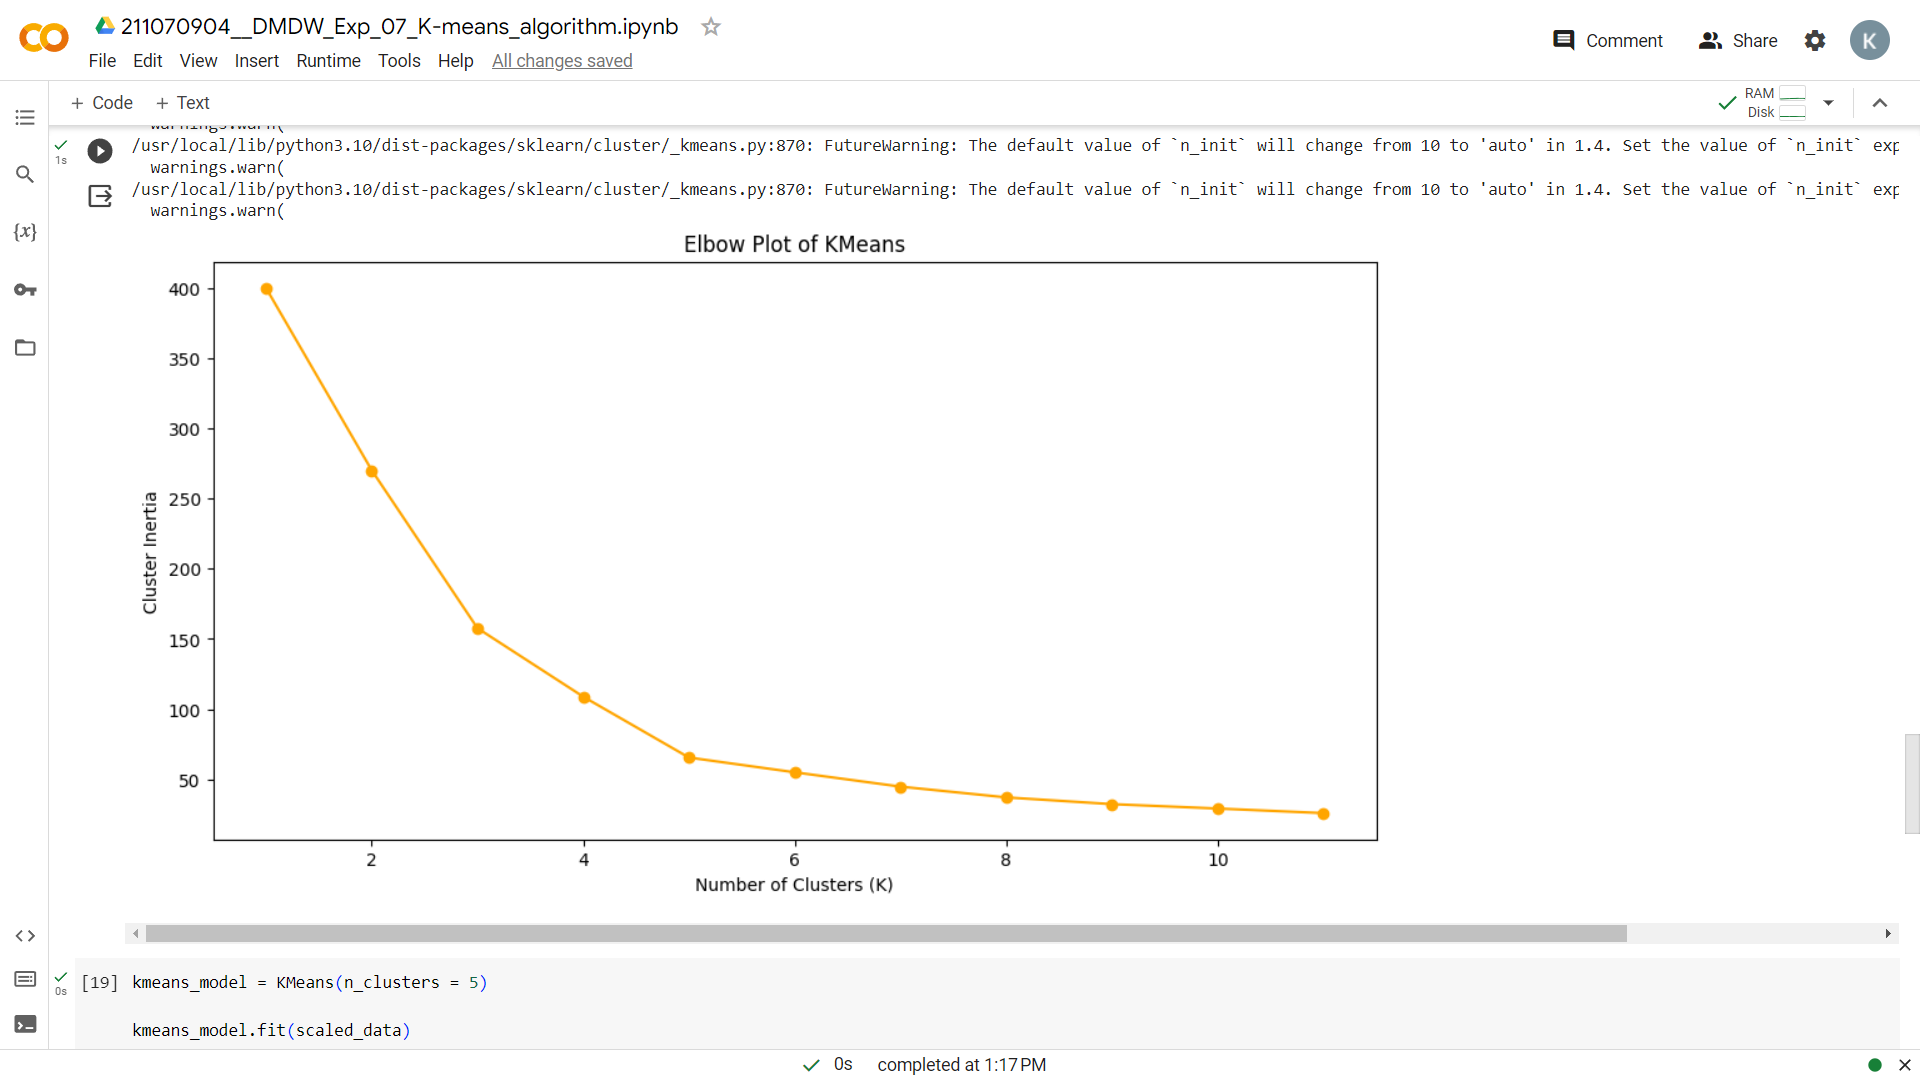 211070904__DMDW_Exp_07_K-means_algorithm.ipynb
Comment
Share
K
File Edit View Insert Runtime Tools Help All changes saved
+ Code + Text
RAM
Disk
warnings.warn(
1s
/usr/local/lib/python3.10/dist-packages/sklearn/cluster/_kmeans.py:870: FutureWarning: The default value of `n_init` will change from 10 to 'auto' in 1.4. Set the value of `n_init` exp
warnings.warn(
/usr/local/lib/python3.10/dist-packages/sklearn/cluster/_kmeans.py:870: FutureWarning: The default value of `n_init` will change from 10 to 'auto' in 1.4. Set the value of `n_init` exp
warnings.warn(
{x}
Elbow Plot of KMeans
400
350
300
250
200
150
100
50
Cluster Inertia
2 4 6 8 10
Number of Clusters (K)
0s
[19] kmeans_model = KMeans(n_clusters = 5)
kmeans_model.fit(scaled_data)
0s completed at 1:17 PM